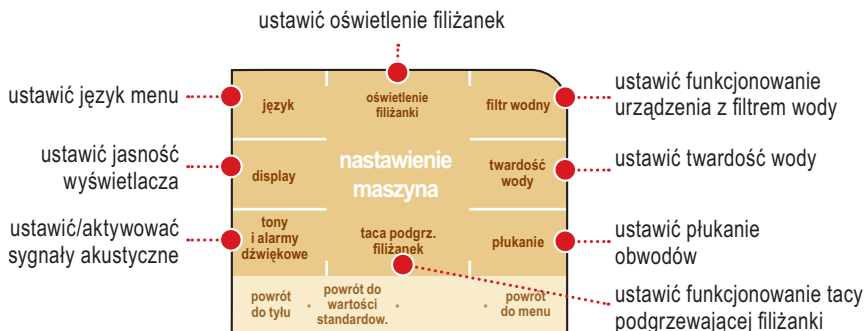 ustawić oświetlenie filiżanek
ustawić język menu
język
oświetlenie
filiżanki
filtr wodny
ustawić funkcjonowanie
urządzenia z filtrem wody
ustawić jasność
wyświetlacza
display
nastawienie
maszyna
twardość
wody
ustawić twardość wody
ustawić/aktywować
sygnały akustyczne
tony
i alarmy
dźwiękowe
taca podgrz.
filiżanek
płukanie
ustawić płukanie
obwodów
powrót
do tyłu
powrót do
wartości
standardow.
powrót
do menu
ustawić funkcjonowanie tacy
podgrzewającej filiżanki